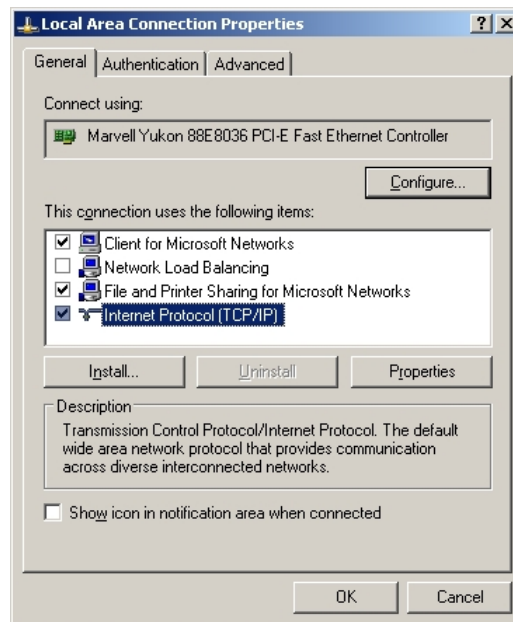 Local Area Connection Properties
General Authentication Advanced
Connect using:
Marvell Yukon 88E8036 PCI-E Fast Ethernet Controller
Configure...
This connection uses the following items:
Client for Microsoft Networks
Network Load Balancing
File and Printer Sharing for Microsoft Networks
Internet Protocol (TCP/IP)
Install... Uninstall Properties
Description
Transmission Control Protocol/Internet Protocol. The default
wide area network protocol that provides communication
across diverse interconnected networks.
Show icon in notification area when connected
OK Cancel